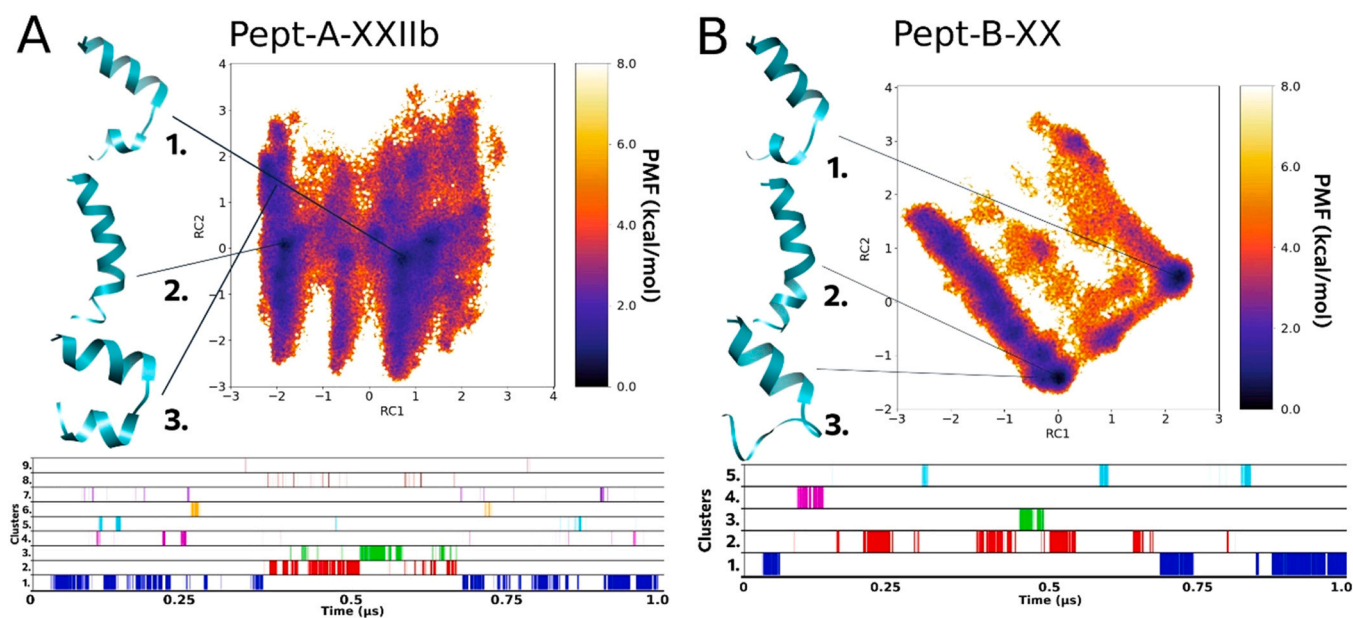 A
Pept-A-XXIIb
1.
2.
3.
4
3
2
1
0
−1
−2
−3
RC2
−3 −2 −1 0 1 2 3 4
RC1
8.0
6.0
4.0
2.0
0.0
PMF (kcal/mol)
Clusters
9.
8.
7.
6.
5.
4.
3.
2.
1.
0 0.25 0.5 0.75 1.0
Time (µs)
B
Pept-B-XX
1.
2.
3.
4
3
2
1
0
−1
−2
RC2
−3 −2 −1 0 1 2 3
RC1
8.0
6.0
4.0
2.0
0.0
PMF (kcal/mol)
Clusters
5.
4.
3.
2.
1.
0 0.25 0.5 0.75 1.0
Time (µs)